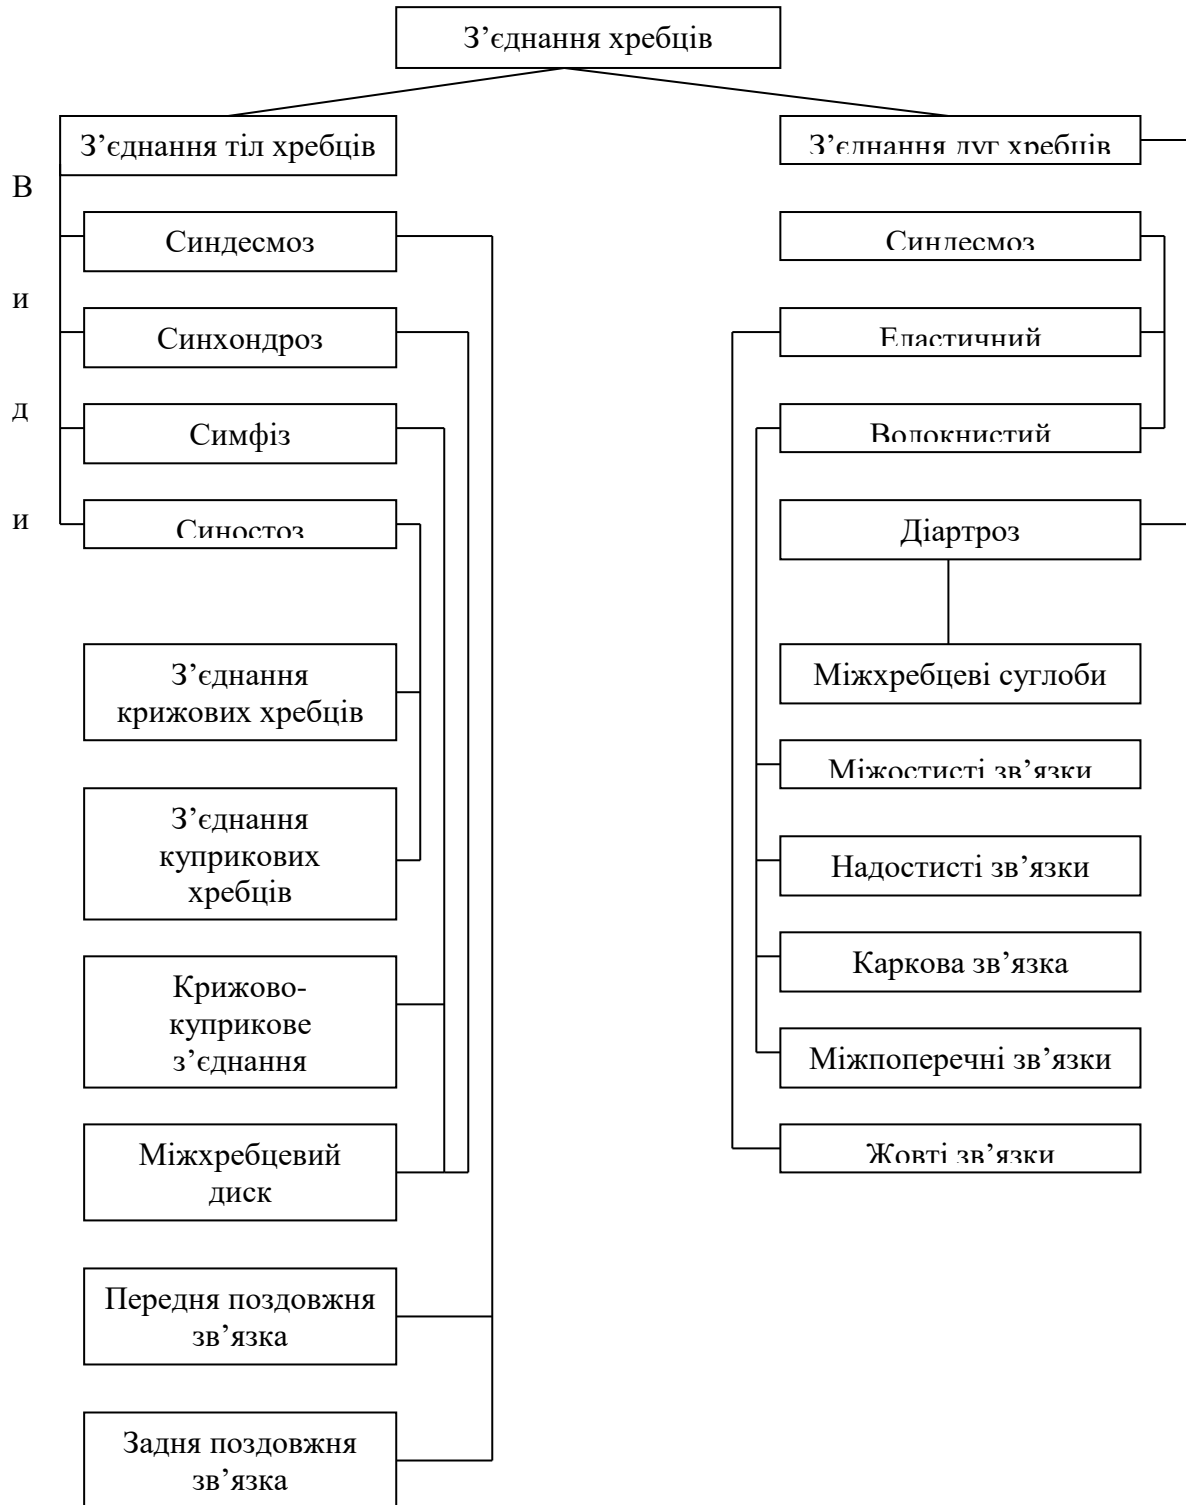 З’єднання хребців
З’єднання тіл хребців
З’єднання дуг хребців
В
и
д
и
Синдесмоз
Синхондроз
Симфіз
Синостоз
З’єднання
крижових хребців
З’єднання
куприкових
хребців
Крижово-
куприкове
з’єднання
Міжхребцевий
диск
Передня поздовжня
зв’язка
Задня поздовжня
зв’язка
Синдесмоз
Еластичний
Волокнистий
Діартроз
Міжхребцеві суглоби
Міжостисті зв’язки
Надостисті зв’язки
Каркова зв’язка
Міжпоперечні зв’язки
Жовті зв’язки